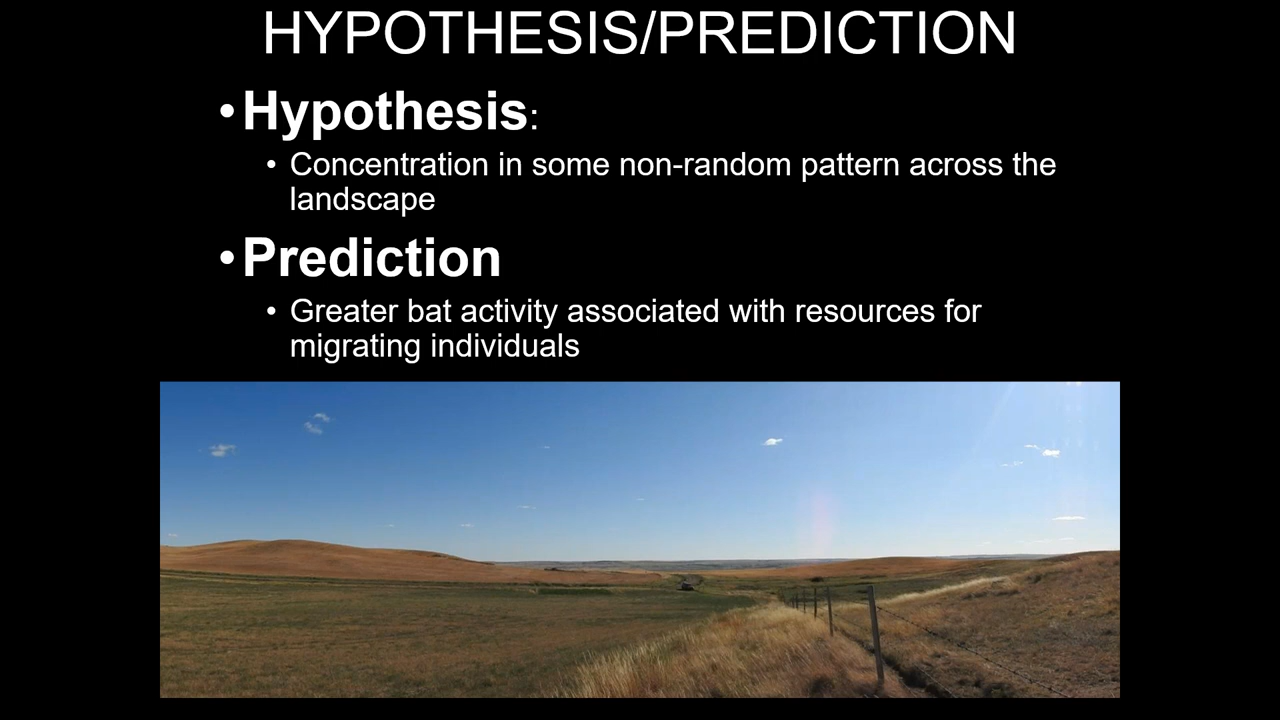 HYPOTHESIS/PREDICTION
•Hypothesis:
• Concentration in some non-random pattern across the
landscape
•Prediction
• Greater bat activity associated with resources for
migrating individuals